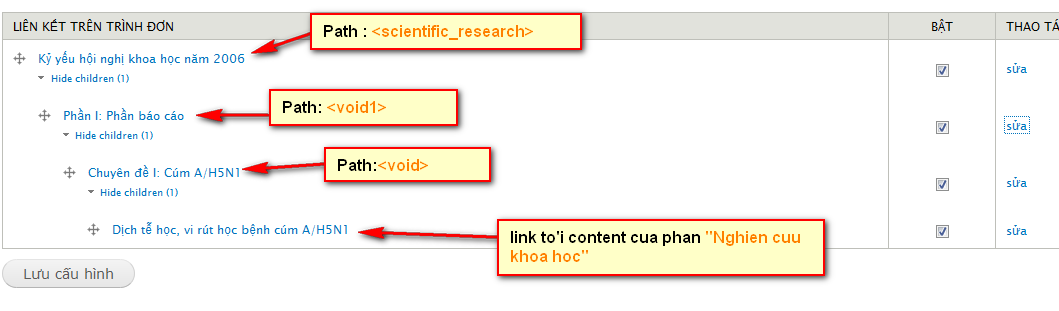 LIÊN KẾT TRÊN TRÌNH ĐƠN BẬT THAO TÁ
Path : <scientific_research>
Kỷ yếu hội nghị khoa học năm 2006 sửa
Hide children (1)
Path: <void1>
Phần I: Phần báo cáo sửa
Hide children (1)
Path:<void>
Chuyên đề I: Cúm A/H5N1 sửa
Hide children (1)
Dịch tễ học, vi rút học bệnh cúm A/H5N1 sửa
link to'i content cua phan "Nghien cuu
khoa hoc"
Lưu cấu hình